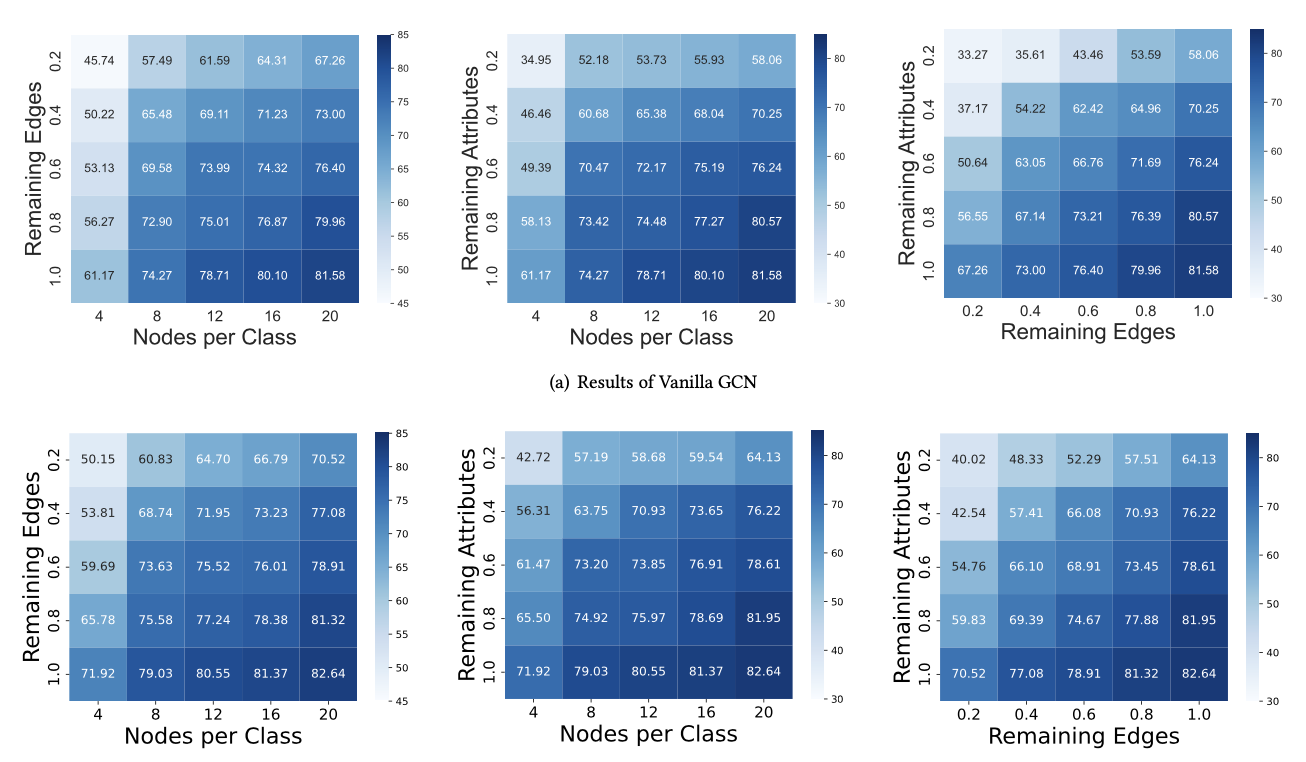 Remaining Edges
0.2 45.74 57.49 61.59 64.31 67.26
0.4 50.22 65.48 69.11 71.23 73.00
0.6 53.13 69.58 73.99 74.32 76.40
0.8 56.27 72.90 75.01 76.87 79.96
1.0 61.17 74.27 78.71 80.10 81.58
4 8 12 16 20
Nodes per Class
85
80
75
70
65
60
55
50
45
Remaining Attributes
0.2 34.95 52.18 53.73 55.93 58.06
0.4 46.46 60.68 65.38 68.04 70.25
0.6 49.39 70.47 72.17 75.19 76.24
0.8 58.13 73.42 74.48 77.27 80.57
1.0 61.17 74.27 78.71 80.10 81.58
4 8 12 16 20
Nodes per Class
80
70
60
50
40
30
Remaining Attributes
0.2 33.27 35.61 43.46 53.59 58.06
0.4 37.17 54.22 62.42 64.96 70.25
0.6 50.64 63.05 66.76 71.69 76.24
0.8 56.55 67.14 73.21 76.39 80.57
1.0 67.26 73.00 76.40 79.96 81.58
0.2 0.4 0.6 0.8 1.0
Remaining Edges
80
70
60
50
40
30
(a) Results of Vanilla GCN
Remaining Edges
0.2 50.15 60.83 64.70 66.79 70.52
0.4 53.81 68.74 71.95 73.23 77.08
0.6 59.69 73.63 75.52 76.01 78.91
0.8 65.78 75.58 77.24 78.38 81.32
1.0 71.92 79.03 80.55 81.37 82.64
4 8 12 16 20
Nodes per Class
85
80
75
70
65
60
55
50
45
Remaining Attributes
0.2 42.72 57.19 58.68 59.54 64.13
0.4 56.31 63.75 70.93 73.65 76.22
0.6 61.47 73.20 73.85 76.91 78.61
0.8 65.50 74.92 75.97 78.69 81.95
1.0 71.92 79.03 80.55 81.37 82.64
4 8 12 16 20
Nodes per Class
80
70
60
50
40
30
Remaining Attributes
0.2 40.02 48.33 52.29 57.51 64.13
0.4 42.54 57.41 66.08 70.93 76.22
0.6 54.76 66.10 68.91 73.45 78.61
0.8 59.83 69.39 74.67 77.88 81.95
1.0 70.52 77.08 78.91 81.32 82.64
0.2 0.4 0.6 0.8 1.0
Remaining Edges
80
70
60
50
40
30